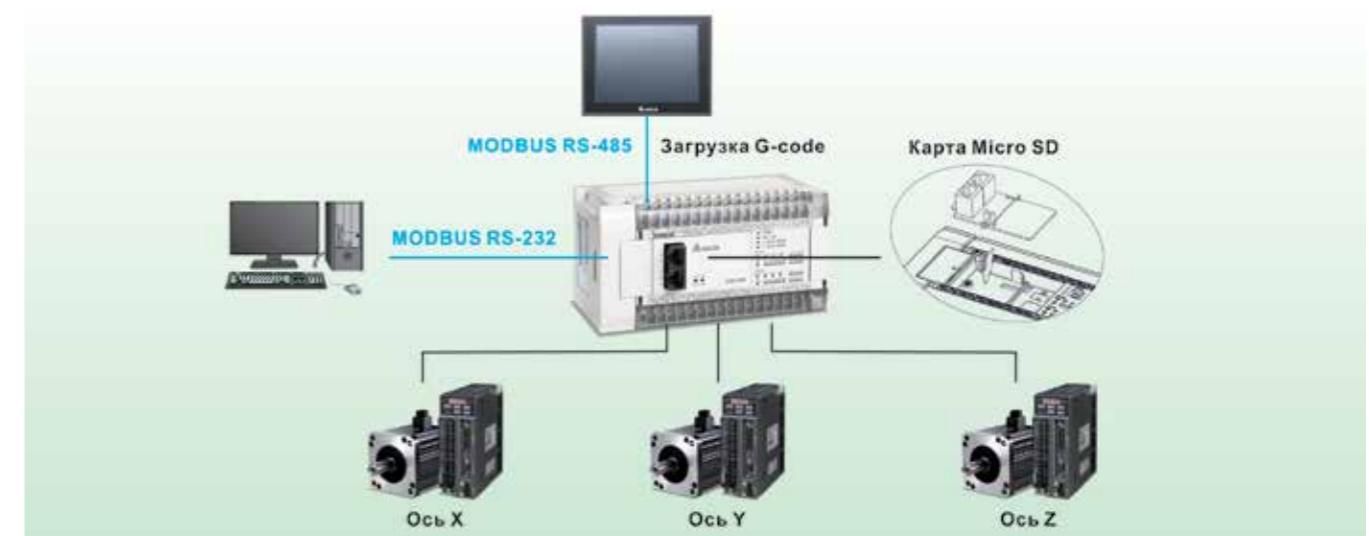 MODBUS RS-485
Загрузка G-code
Карта Micro SD
MODBUS RS-232
Ось X
Ось Y
Ось Z